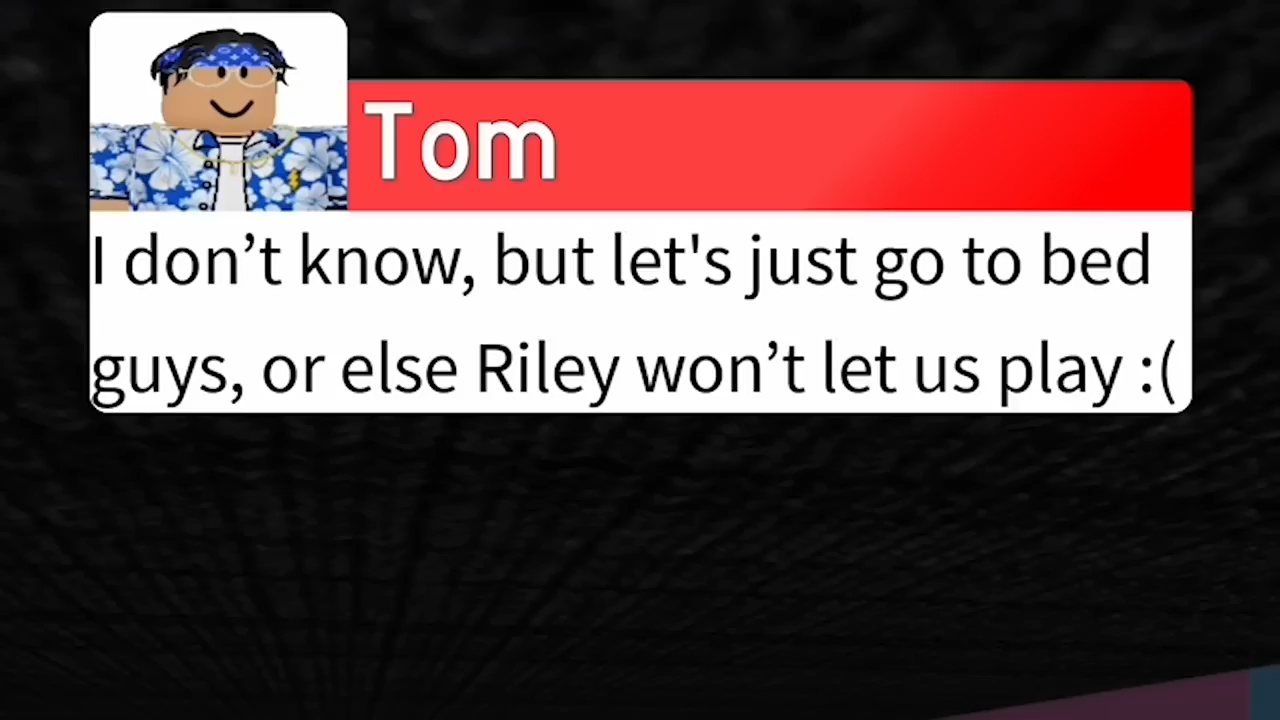 Tom
I don’t know, but let's just go to bed
guys, or else Riley won’t let us play :(